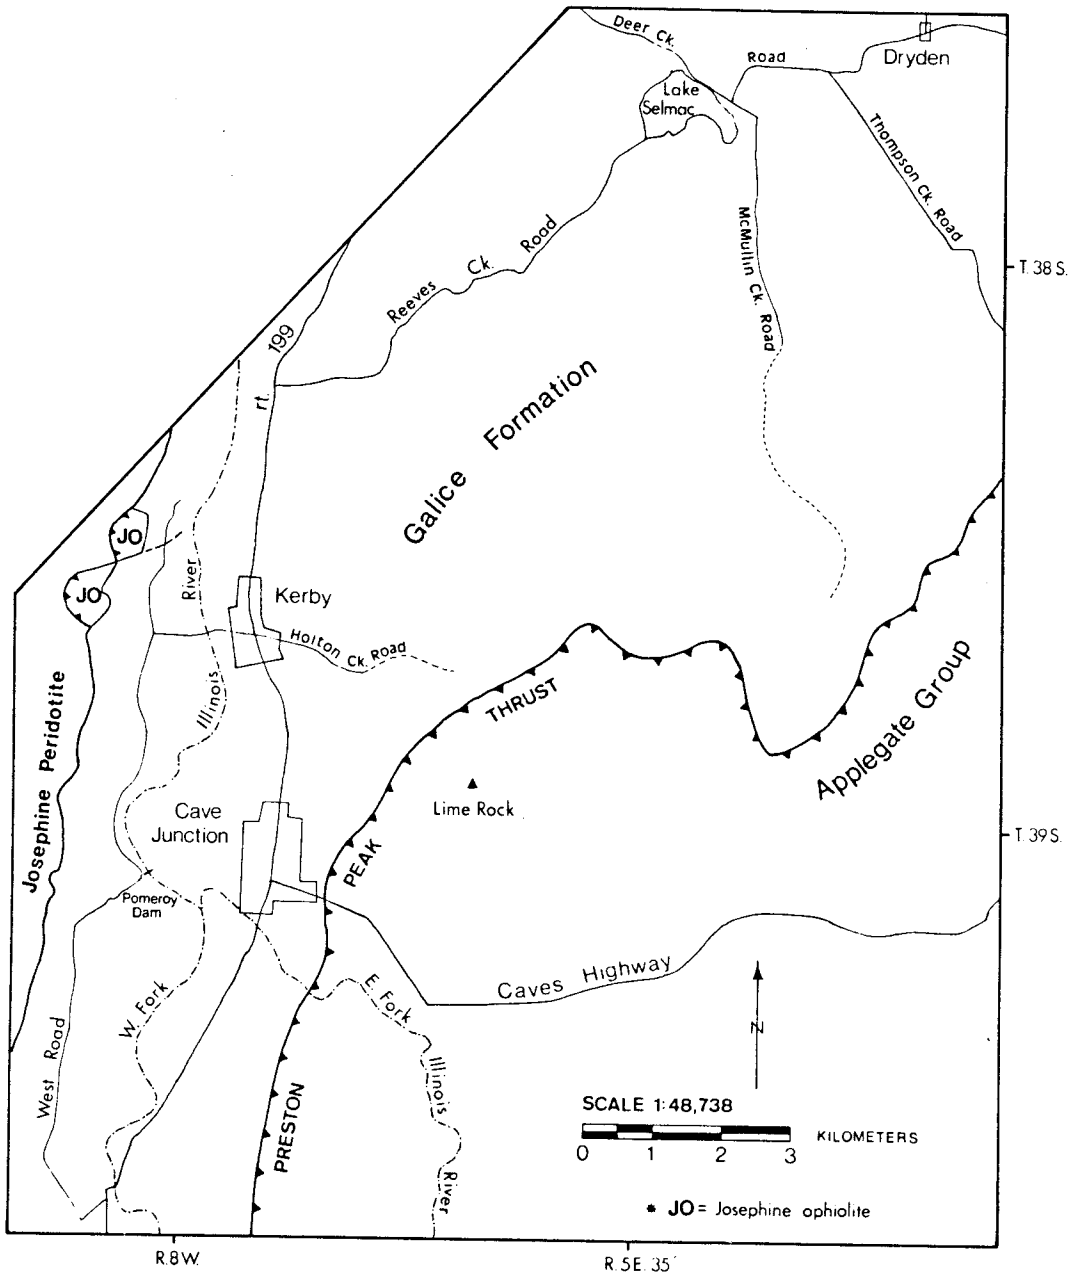 Deer Ck.
Road
Dryden
Lake
Selmac
Thompson Ck. Road
McMullin Ck. Road
Reeves Ck. Road
T. 38 S.
rt. 199
Galice Formation
JO
JO
River
Illinois
Kerby
Holton Ck. Road
Josephine Peridotite
PRESTON PEAK THRUST
Applegate Group
Lime Rock
Cave
Junction
T. 39 S.
Pomeroy
Dam
Caves Highway
W. Fork
E. Fork
Illinois
River
West Road
N
SCALE 1:48,738
KILOMETERS
0 1 2 3
* JO = Josephine ophiolite
R.8W.
R.5E. 35'